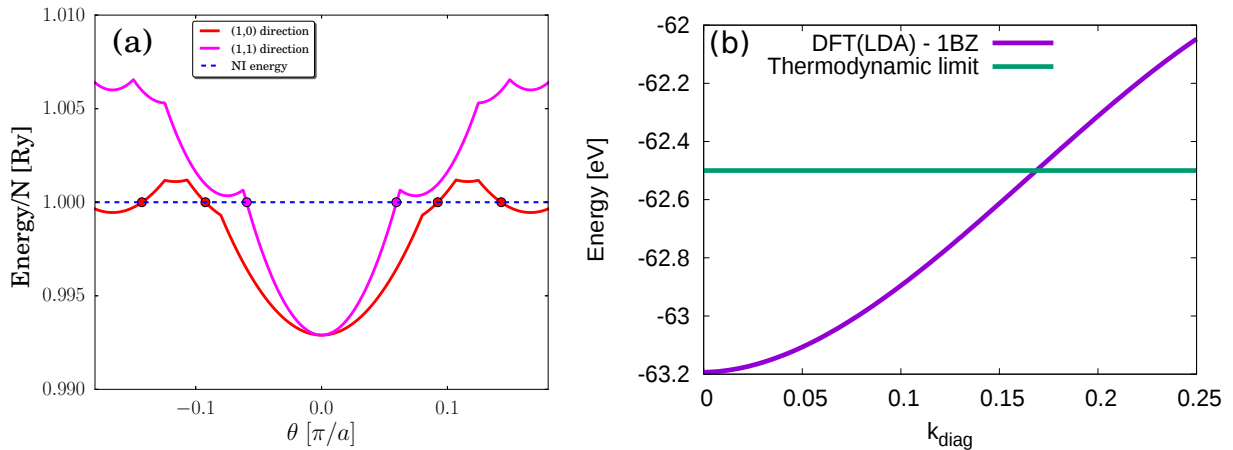 (a)
(1,0) direction
(1,1) direction
NI energy
Energy/N [Ry]
1.010
1.005
1.000
0.995
0.990
−0.1
0.0
0.1
θ [π/a]
(b)
DFT(LDA) - 1BZ
Thermodynamic limit
Energy [eV]
-62
-62.2
-62.4
-62.6
-62.8
-63
-63.2
0
0.05
0.1
0.15
0.2
0.25
k_diag